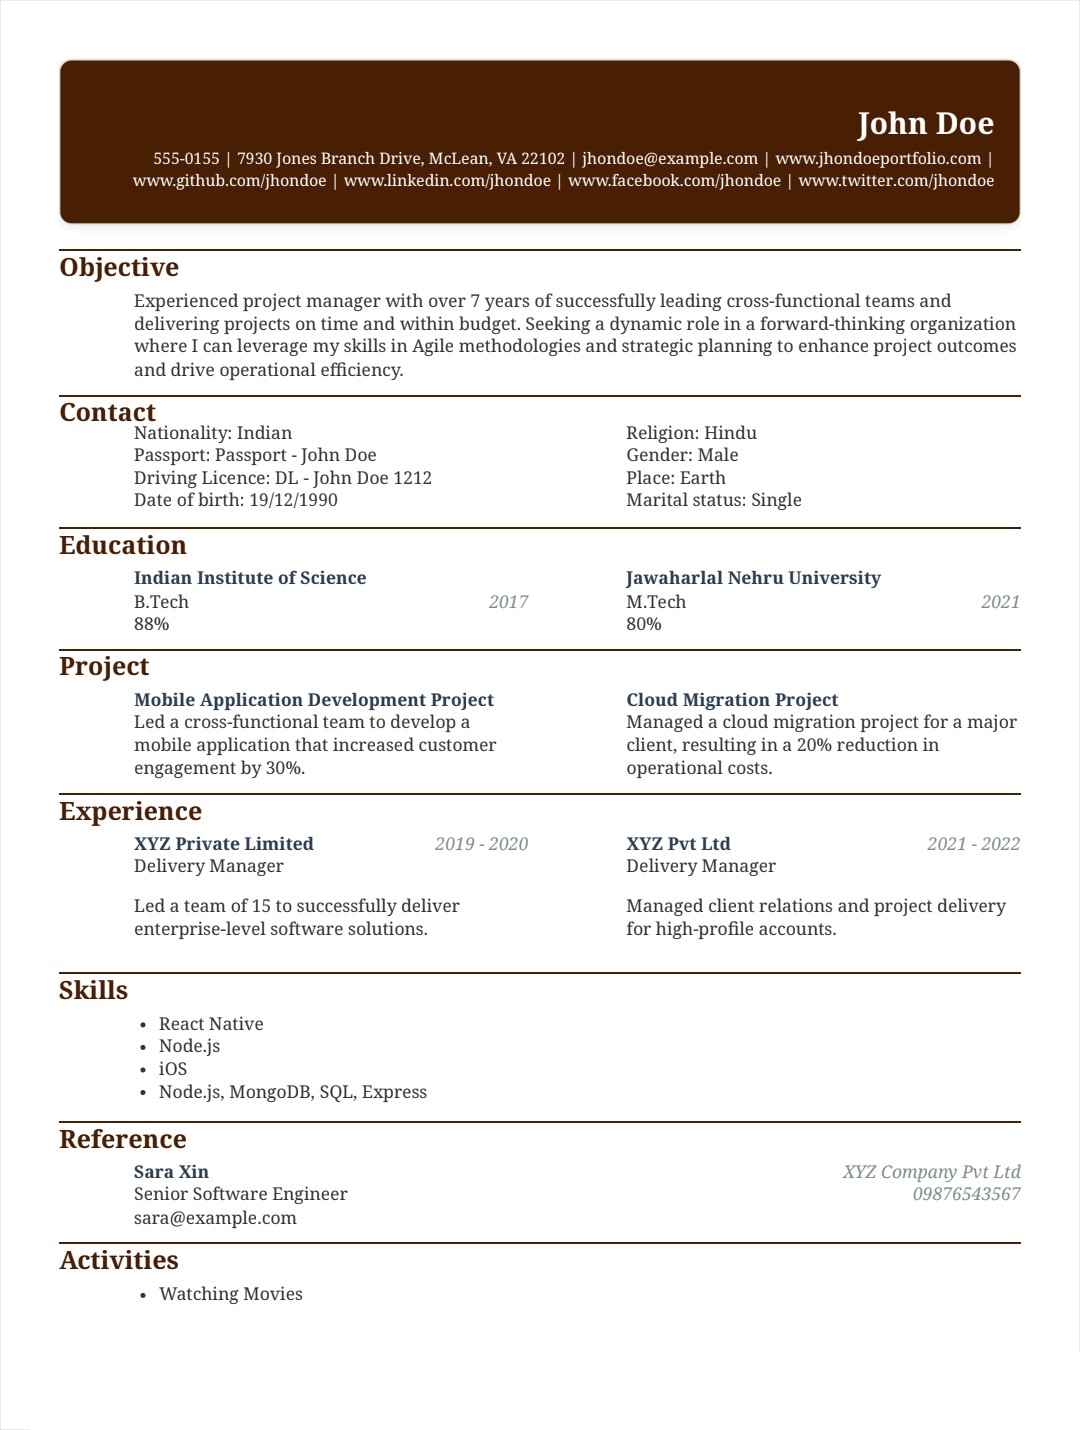 John Doe
555-0155 | 7930 Jones Branch Drive, McLean, VA 22102 | jhondoe@example.com | www.jhondoeportfolio.com |
www.github.com/jhondoe | www.linkedin.com/jhondoe | www.facebook.com/jhondoe | www.twitter.com/jhondoe
Objective
Experienced project manager with over 7 years of successfully leading cross-functional teams and
delivering projects on time and within budget. Seeking a dynamic role in a forward-thinking organization
where I can leverage my skills in Agile methodologies and strategic planning to enhance project outcomes
and drive operational efficiency.
Contact
Nationality: Indian
Passport: Passport - John Doe
Driving Licence: DL - John Doe 1212
Date of birth: 19/12/1990
Religion: Hindu
Gender: Male
Place: Earth
Marital status: Single
Education
Indian Institute of Science
B.Tech 2017
88%
Jawaharlal Nehru University
M.Tech 2021
80%
Project
Mobile Application Development Project
Led a cross-functional team to develop a
mobile application that increased customer
engagement by 30%.
Cloud Migration Project
Managed a cloud migration project for a major
client, resulting in a 20% reduction in
operational costs.
Experience
XYZ Private Limited 2019 - 2020
Delivery Manager
Led a team of 15 to successfully deliver
enterprise-level software solutions.
XYZ Pvt Ltd 2021 - 2022
Delivery Manager
Managed client relations and project delivery
for high-profile accounts.
Skills
• React Native
• Node.js
• iOS
• Node.js, MongoDB, SQL, Express
Reference
Sara Xin XYZ Company Pvt Ltd
Senior Software Engineer 09876543567
sara@example.com
Activities
• Watching Movies